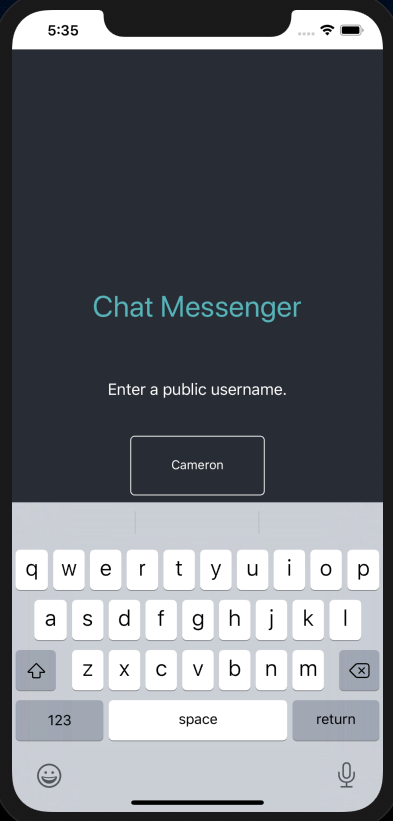 5:35
Chat Messenger
Enter a public username.
Cameron
q w e r t y u i o p
a s d f g h j k l
z x c v b n m
123 space return